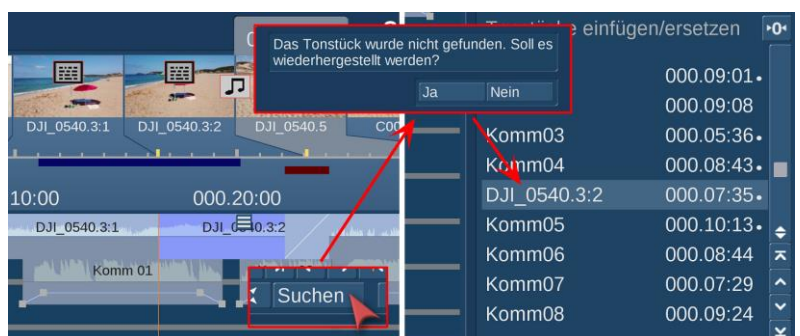 Tonstücke einfügen/ersetzen
Das Tonstück wurde nicht gefunden. Soll es
wiederhergestellt werden?
Ja Nein
DJI_0540.3:1 DJI_0540.3:2 DJI_0540.5
10:00 000.20:00
DJI_0540.3:1 DJI_0540.3:2
Komm 01
Suchen
000.09:01
000.09:08
Komm03 000.05:36
Komm04 000.08:43
DJI_0540.3:2 000.07:35
Komm05 000.10:13
Komm06 000.08:44
Komm07 000.07:29
Komm08 000.09:24